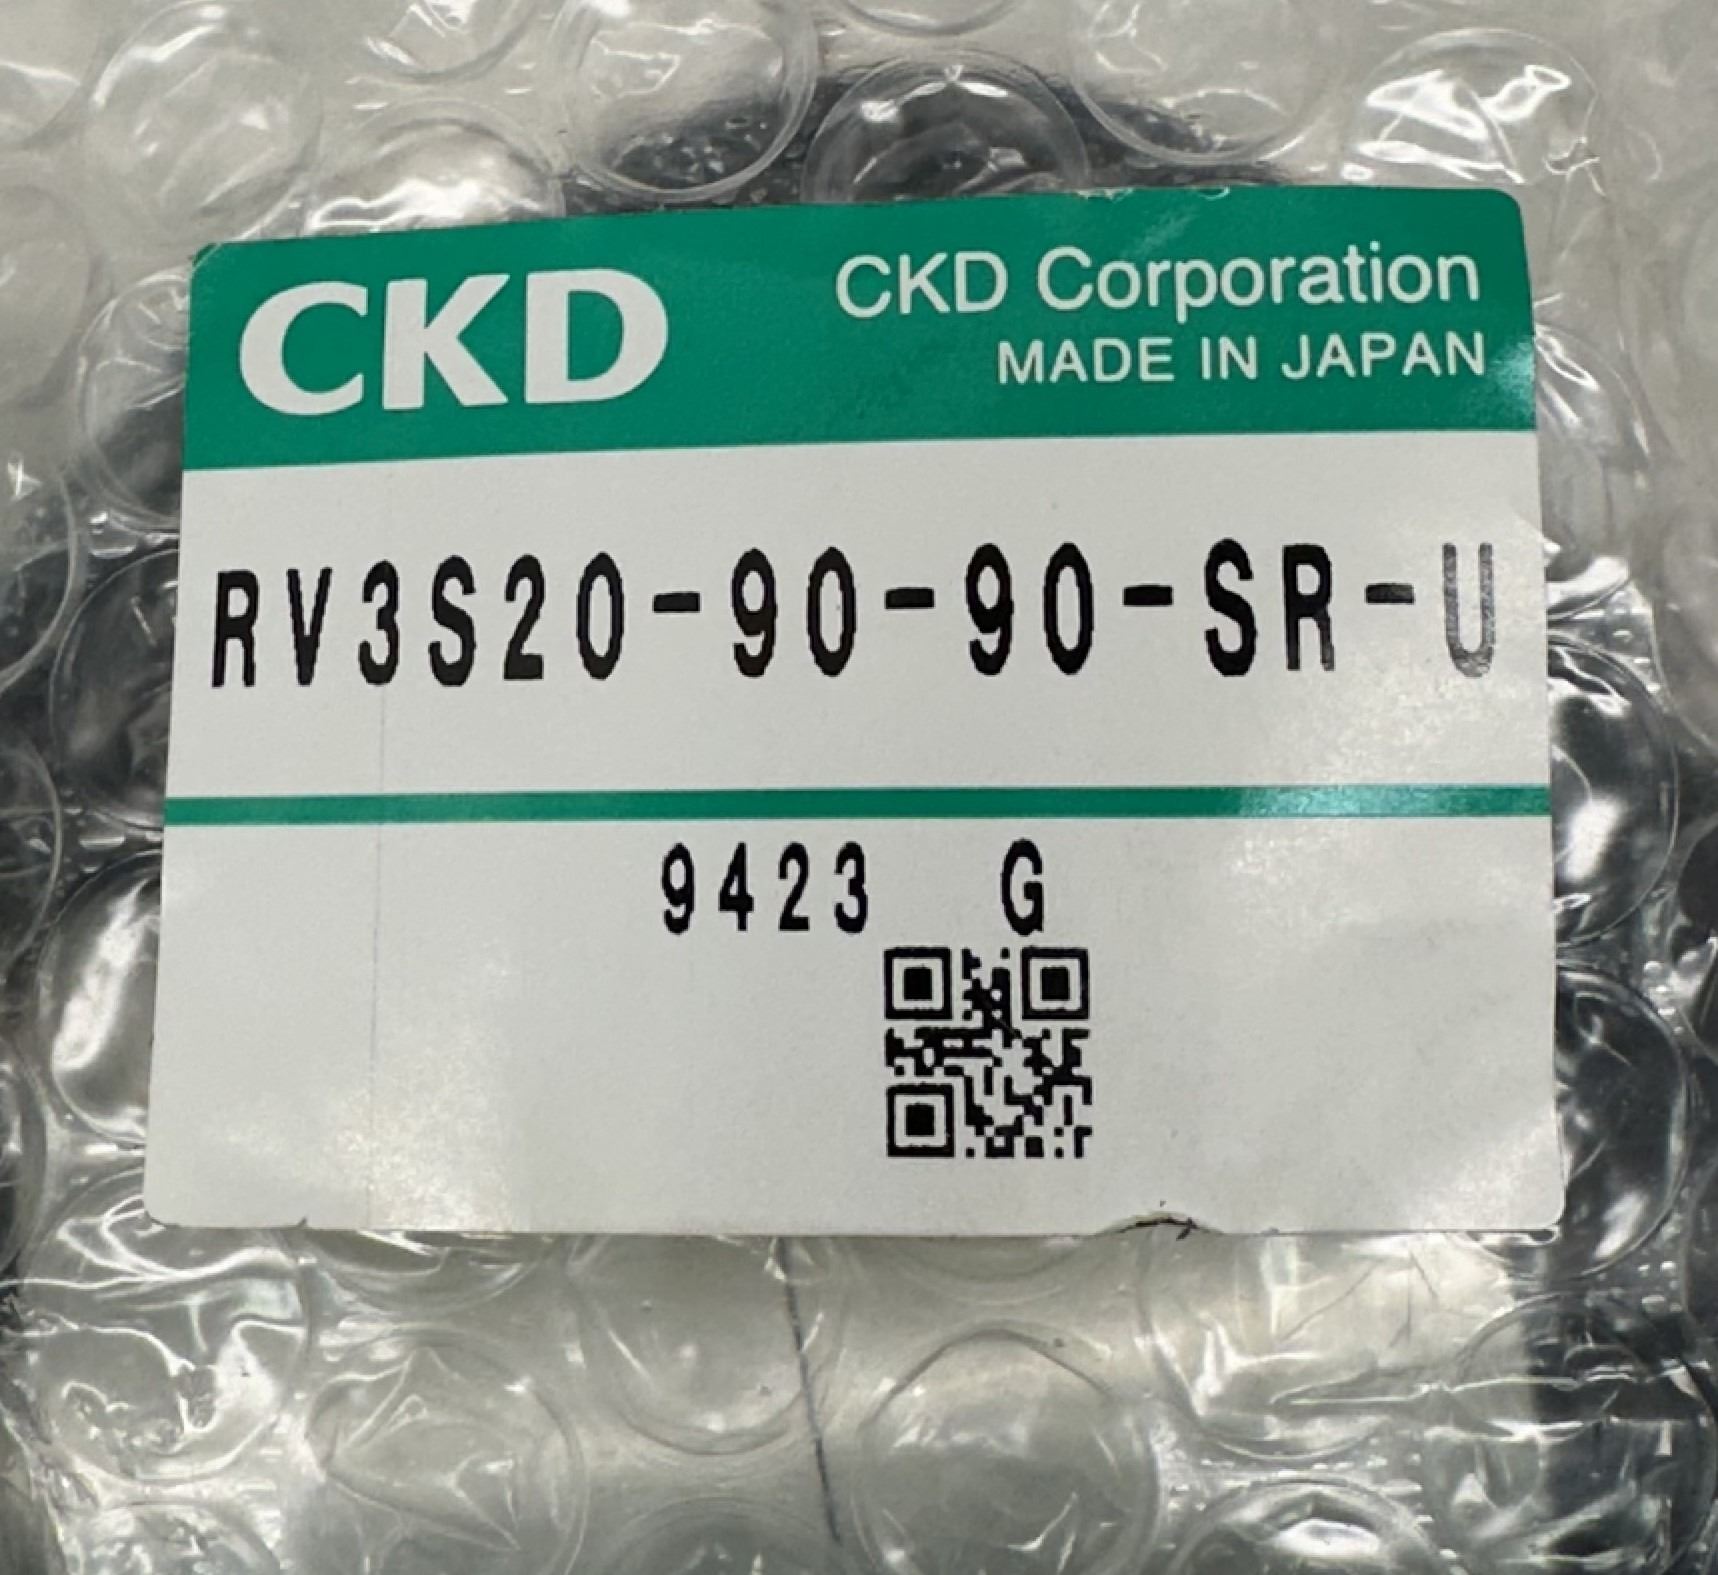 CKD
CKD Corporation
MADE IN JAPAN
RV3S20-90-90-SR-U
9423 G